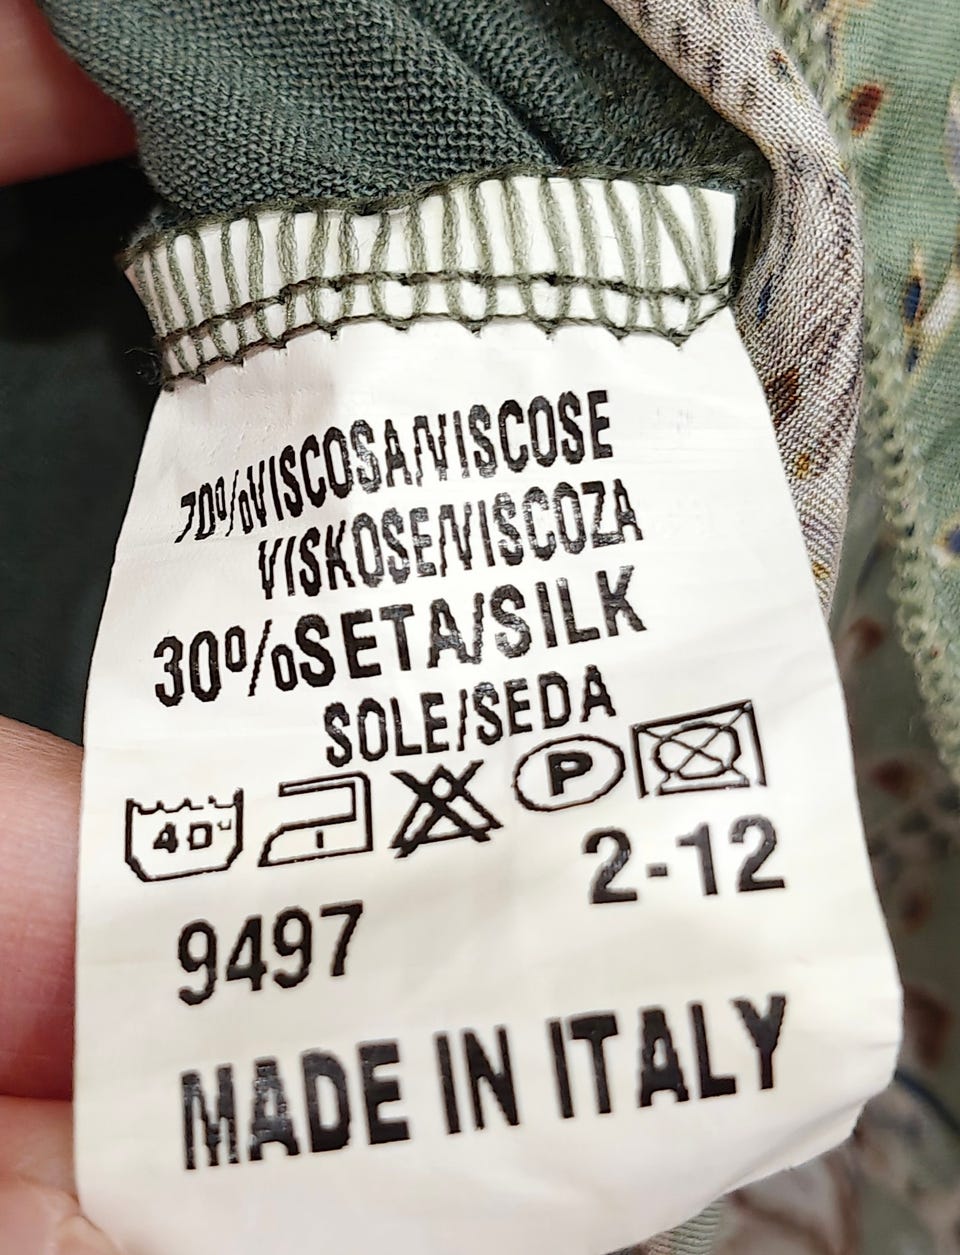 70%VISCOSA/VISCOSE
VISKOSE/VISCOZA
30%SETA/SILK
SOLE/SEDA
40° P
2-12
9497
MADE IN ITALY